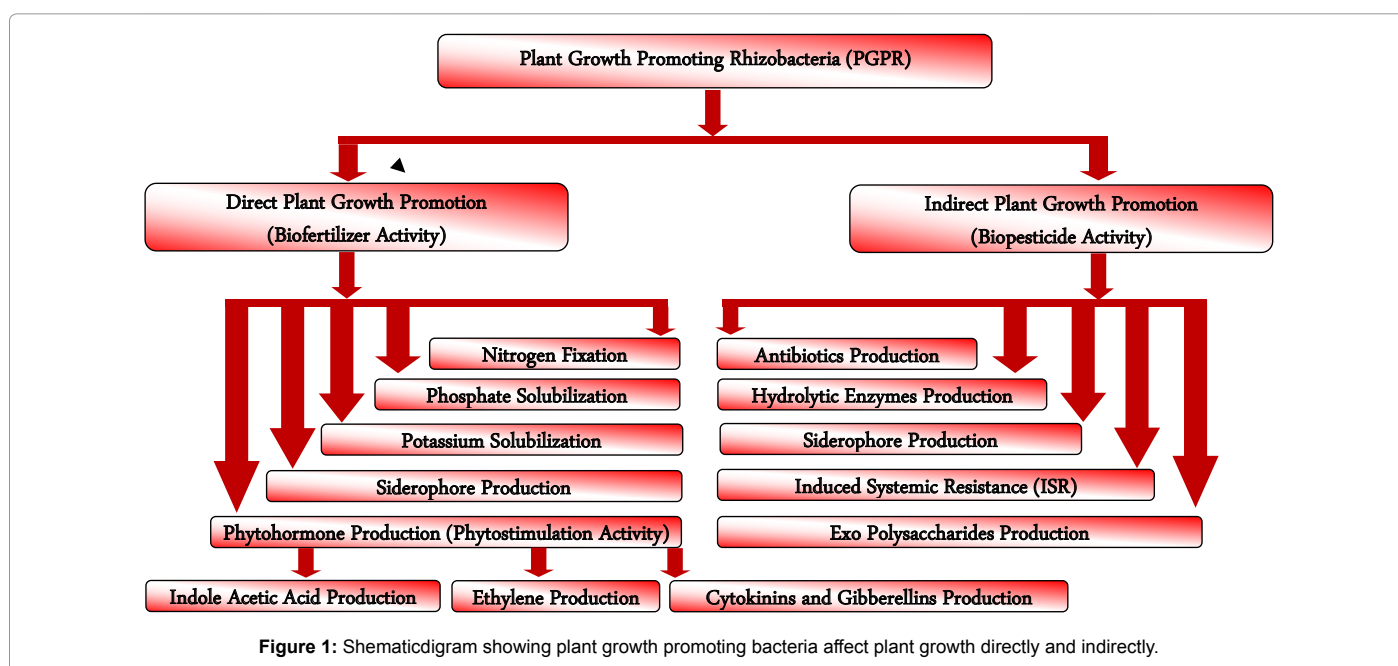 Plant Growth Promoting Rhizobacteria (PGPR)
Direct Plant Growth Promotion
(Biofertilizer Activity)
Indirect Plant Growth Promotion
(Biopesticide Activity)
Nitrogen Fixation
Phosphate Solubilization
Potassium Solubilization
Siderophore Production
Phytohormone Production (Phytostimulation Activity)
Indole Acetic Acid Production
Ethylene Production
Cytokinins and Gibberellins Production
Antibiotics Production
Hydrolytic Enzymes Production
Siderophore Production
Induced Systemic Resistance (ISR)
Exo Polysaccharides Production
Figure 1: Shematicdigram showing plant growth promoting bacteria affect plant growth directly and indirectly.